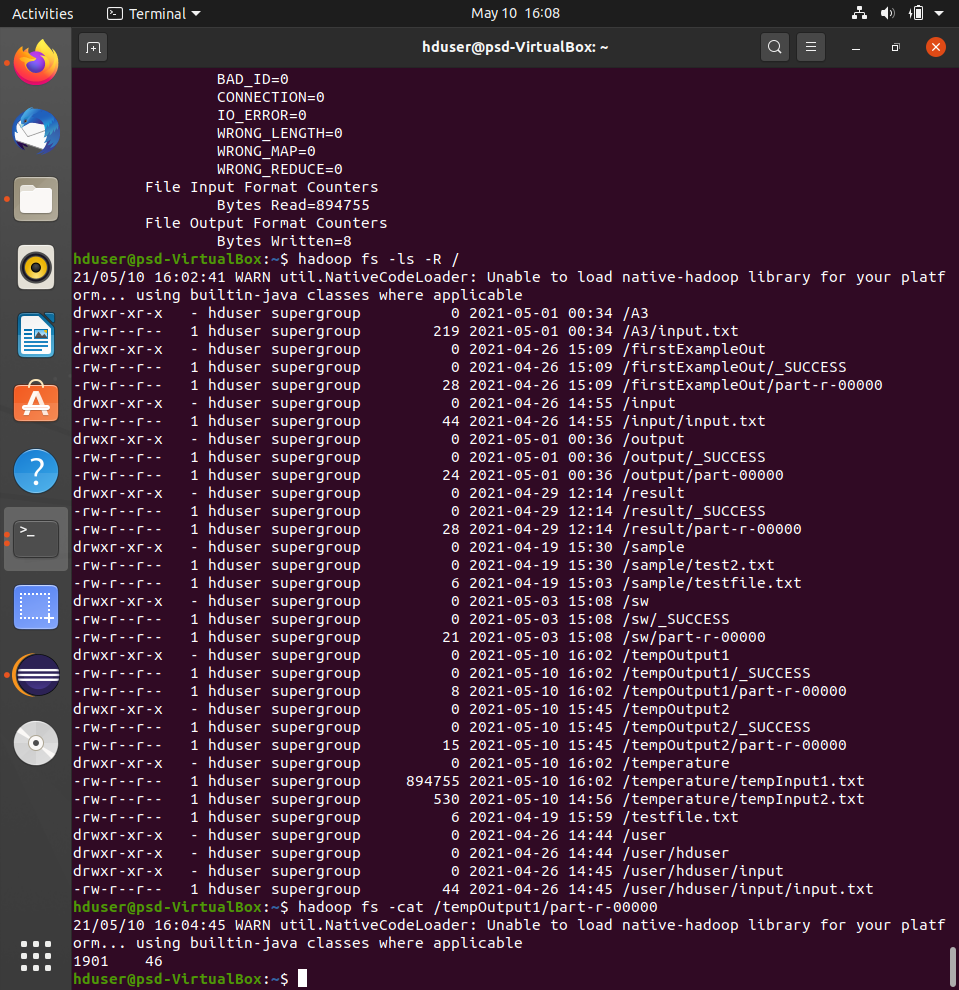 Activities Terminal May 10 16:08
hduser@psd-VirtualBox: ~
BAD_ID=0
CONNECTION=0
IO_ERROR=0
WRONG_LENGTH=0
WRONG_MAP=0
WRONG_REDUCE=0
File Input Format Counters
Bytes Read=894755
File Output Format Counters
Bytes Written=8
hduser@psd-VirtualBox:~$ hadoop fs -ls -R /
21/05/10 16:02:41 WARN util.NativeCodeLoader: Unable to load native-hadoop library for your platf
orm... using builtin-java classes where applicable
drwxr-xr-x   - hduser supergroup          0 2021-05-01 00:34 /A3
-rw-r--r--   1 hduser supergroup        219 2021-05-01 00:34 /A3/input.txt
drwxr-xr-x   - hduser supergroup          0 2021-04-26 15:09 /firstExampleOut
-rw-r--r--   1 hduser supergroup          0 2021-04-26 15:09 /firstExampleOut/_SUCCESS
-rw-r--r--   1 hduser supergroup         28 2021-04-26 15:09 /firstExampleOut/part-r-00000
drwxr-xr-x   - hduser supergroup          0 2021-04-26 14:55 /input
-rw-r--r--   1 hduser supergroup         44 2021-04-26 14:55 /input/input.txt
drwxr-xr-x   - hduser supergroup          0 2021-05-01 00:36 /output
-rw-r--r--   1 hduser supergroup          0 2021-05-01 00:36 /output/_SUCCESS
-rw-r--r--   1 hduser supergroup         24 2021-05-01 00:36 /output/part-00000
drwxr-xr-x   - hduser supergroup          0 2021-04-29 12:14 /result
-rw-r--r--   1 hduser supergroup          0 2021-04-29 12:14 /result/_SUCCESS
-rw-r--r--   1 hduser supergroup         28 2021-04-29 12:14 /result/part-r-00000
drwxr-xr-x   - hduser supergroup          0 2021-04-19 15:30 /sample
-rw-r--r--   1 hduser supergroup          0 2021-04-19 15:30 /sample/test2.txt
-rw-r--r--   1 hduser supergroup          6 2021-04-19 15:03 /sample/testfile.txt
drwxr-xr-x   - hduser supergroup          0 2021-05-03 15:08 /sw
-rw-r--r--   1 hduser supergroup          0 2021-05-03 15:08 /sw/_SUCCESS
-rw-r--r--   1 hduser supergroup         21 2021-05-03 15:08 /sw/part-r-00000
drwxr-xr-x   - hduser supergroup          0 2021-05-10 16:02 /tempOutput1
-rw-r--r--   1 hduser supergroup          0 2021-05-10 16:02 /tempOutput1/_SUCCESS
-rw-r--r--   1 hduser supergroup          8 2021-05-10 16:02 /tempOutput1/part-r-00000
drwxr-xr-x   - hduser supergroup          0 2021-05-10 15:45 /tempOutput2
-rw-r--r--   1 hduser supergroup          0 2021-05-10 15:45 /tempOutput2/_SUCCESS
-rw-r--r--   1 hduser supergroup         15 2021-05-10 15:45 /tempOutput2/part-r-00000
drwxr-xr-x   - hduser supergroup          0 2021-05-10 16:02 /temperature
-rw-r--r--   1 hduser supergroup     894755 2021-05-10 16:02 /temperature/tempInput1.txt
-rw-r--r--   1 hduser supergroup        530 2021-05-10 14:56 /temperature/tempInput2.txt
-rw-r--r--   1 hduser supergroup          6 2021-04-19 15:59 /testfile.txt
drwxr-xr-x   - hduser supergroup          0 2021-04-26 14:44 /user
drwxr-xr-x   - hduser supergroup          0 2021-04-26 14:44 /user/hduser
drwxr-xr-x   - hduser supergroup          0 2021-04-26 14:45 /user/hduser/input
-rw-r--r--   1 hduser supergroup         44 2021-04-26 14:45 /user/hduser/input/input.txt
hduser@psd-VirtualBox:~$ hadoop fs -cat /tempOutput1/part-r-00000
21/05/10 16:04:45 WARN util.NativeCodeLoader: Unable to load native-hadoop library for your platf
orm... using builtin-java classes where applicable
1901    46
hduser@psd-VirtualBox:~$